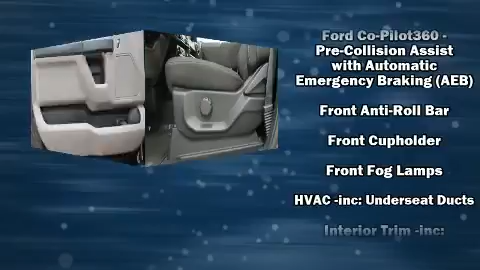 Ford Co-Pilot360 -
Pre-Collision Assist
with Automatic
Emergency Braking (AEB)
Front Anti-Roll Bar
Front Cupholder
Front Fog Lamps
HVAC -inc: Underseat Ducts
Interior Trim -inc: